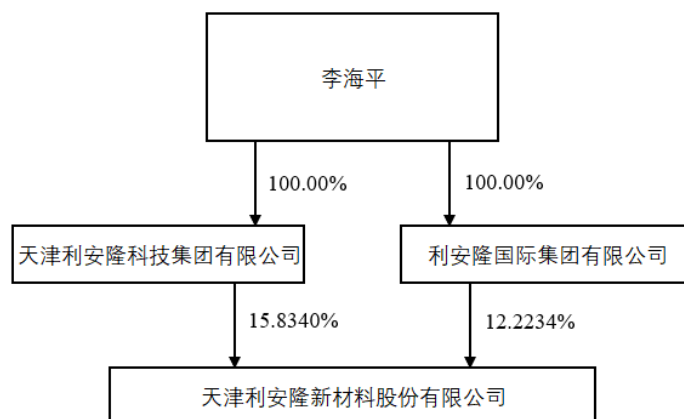 李海平
100.00%
100.00%
天津利安隆科技集团有限公司
利安隆国际集团有限公司
15.8340%
12.2234%
天津利安隆新材料股份有限公司